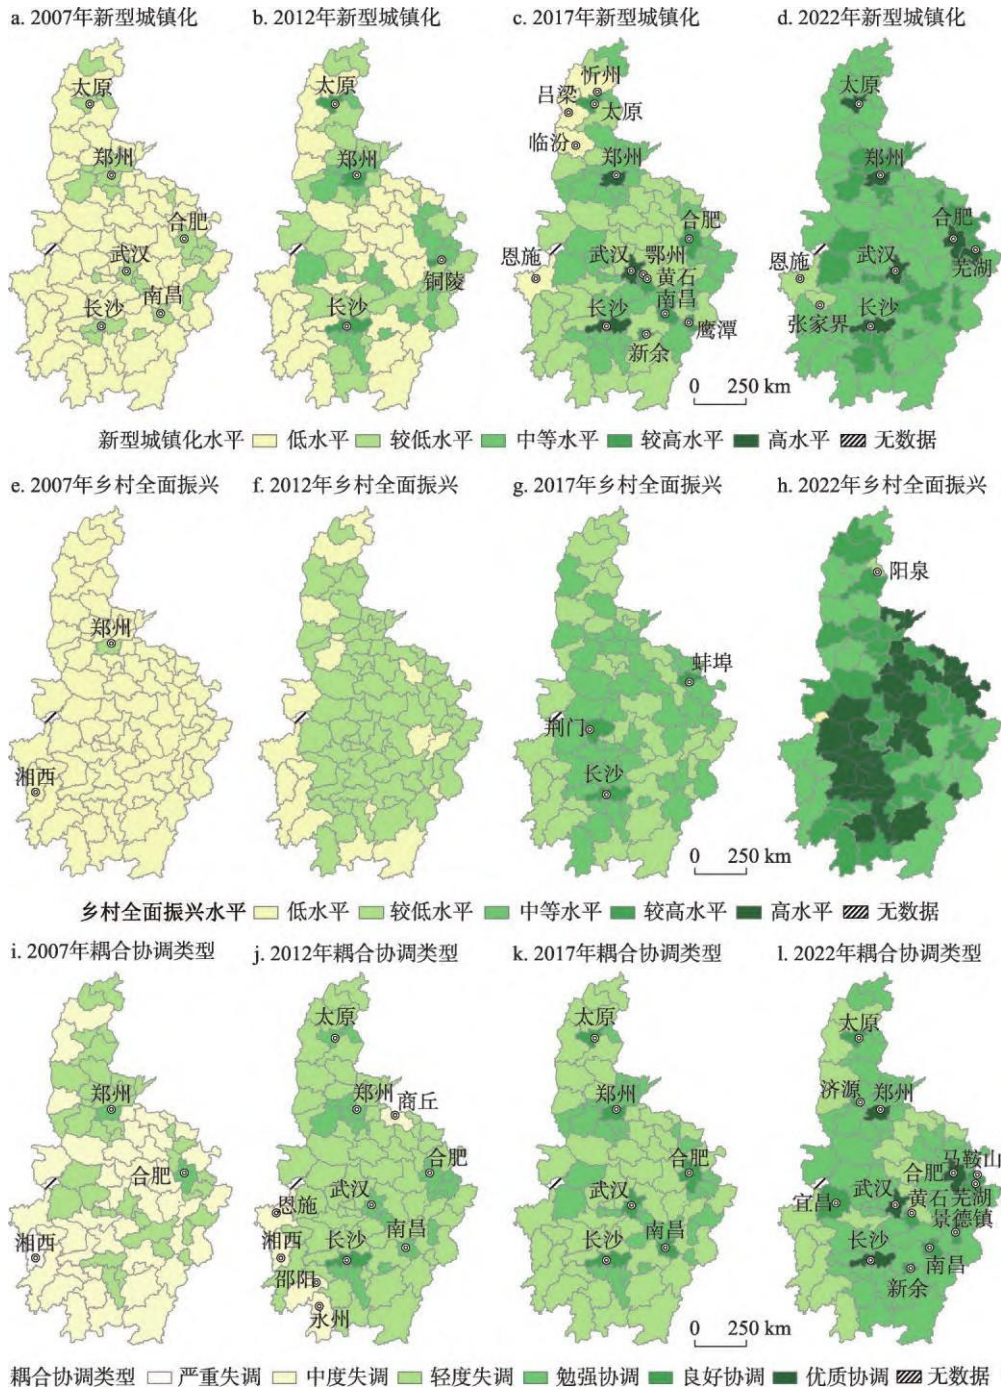 a. 2007年新型城镇化 b. 2012年新型城镇化 c. 2017年新型城镇化 d. 2022年新型城镇化
太原
郑州
合肥
武汉
南昌
长沙
太原
郑州
铜陵
长沙
忻州
吕梁
太原
临汾
郑州
合肥
恩施
武汉
鄂州
黄石
南昌
长沙
鹰潭
新余
0 250 km
太原
郑州
合肥
武汉
芜湖
恩施
长沙
张家界
新型城镇化水平 低水平 较低水平 中等水平 较高水平 高水平 无数据
e. 2007年乡村全面振兴 f. 2012年乡村全面振兴 g. 2017年乡村全面振兴 h. 2022年乡村全面振兴
郑州
湘西
蚌埠
荆门
长沙
0 250 km
阳泉
乡村全面振兴水平 低水平 较低水平 中等水平 较高水平 高水平 无数据
i. 2007年耦合协调类型 j. 2012年耦合协调类型 k. 2017年耦合协调类型 l. 2022年耦合协调类型
郑州
合肥
湘西
太原
郑州
商丘
合肥
武汉
恩施
南昌
湘西
长沙
邵阳
永州
太原
郑州
合肥
武汉
南昌
长沙
0 250 km
太原
济源
郑州
马鞍山
合肥
武汉
芜湖
宜昌
黄石
景德镇
长沙
南昌
新余
耦合协调类型 严重失调 中度失调 轻度失调 勉强协调 良好协调 优质协调 无数据